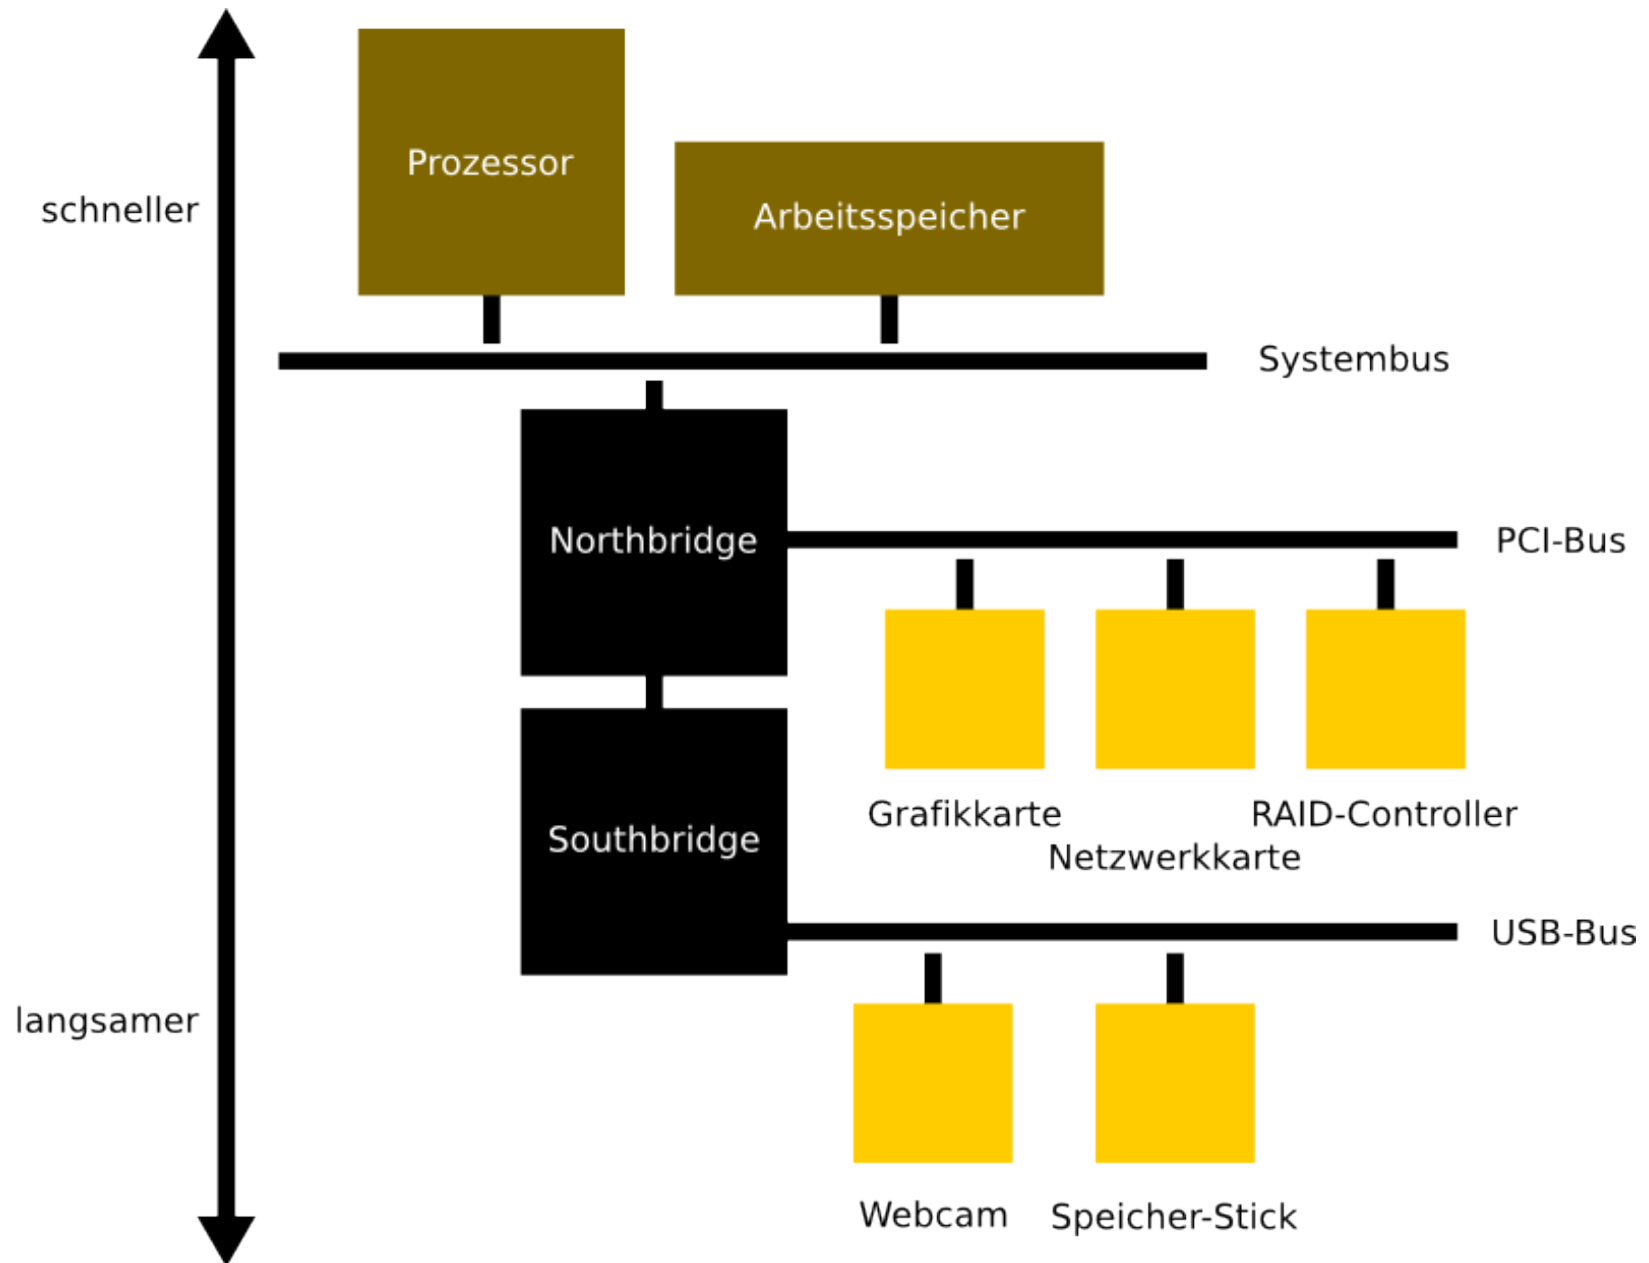 Prozessor
Arbeitsspeicher
schneller
Systembus
Northbridge
PCI-Bus
Grafikkarte
RAID-Controller
Netzwerkkarte
Southbridge
USB-Bus
langsamer
Webcam
Speicher-Stick